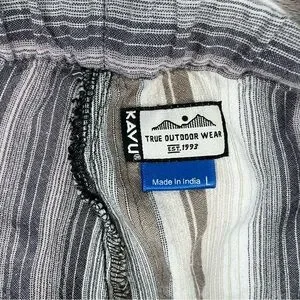 KAVU
TRUE OUTDOOR WEAR
EST. 1993
Made In India L